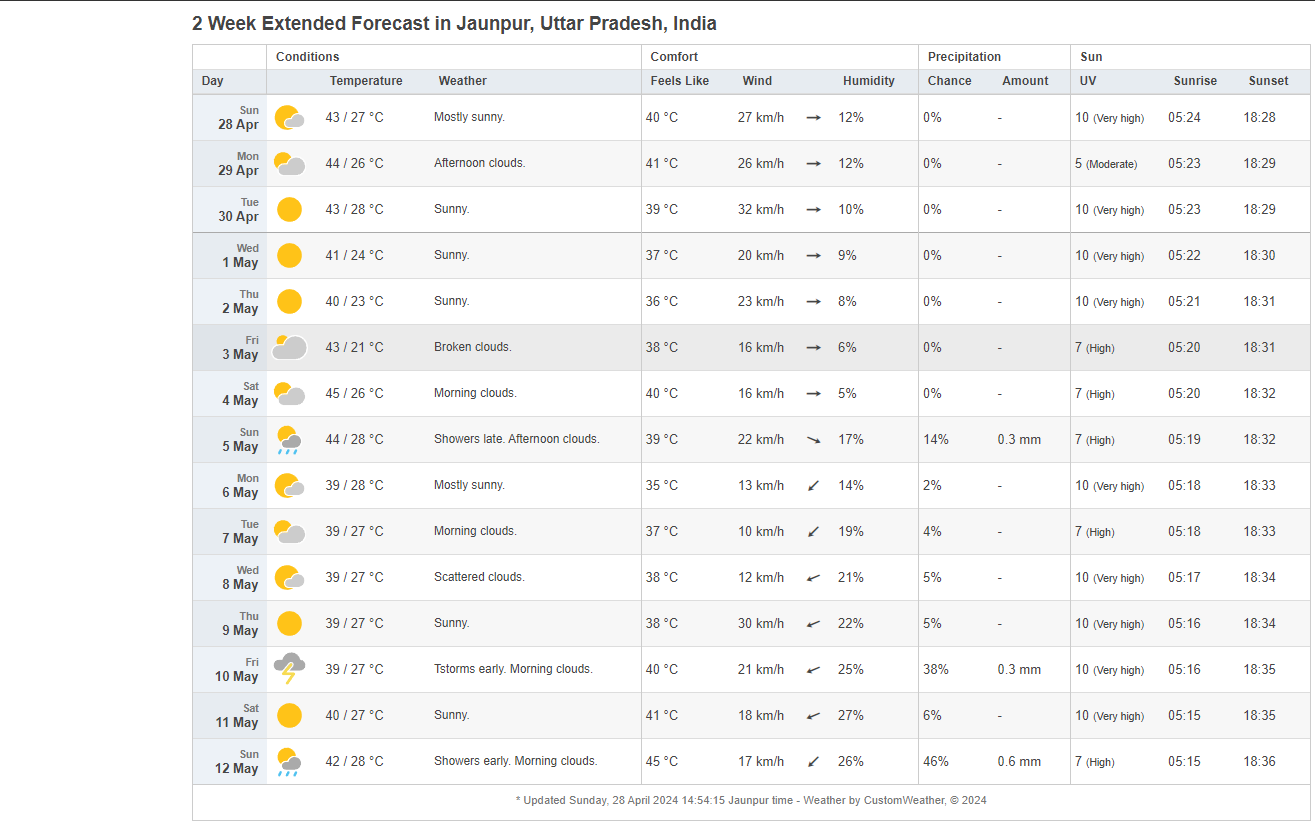 2 Week Extended Forecast in Jaunpur, Uttar Pradesh, India
Conditions Comfort Precipitation Sun
Day Temperature Weather Feels Like Wind Humidity Chance Amount UV Sunrise Sunset
Sun 28 Apr 43 / 27 °C Mostly sunny. 40 °C 27 km/h → 12% 0% - 10 (Very high) 05:24 18:28
Mon 29 Apr 44 / 26 °C Afternoon clouds. 41 °C 26 km/h → 12% 0% - 5 (Moderate) 05:23 18:29
Tue 30 Apr 43 / 28 °C Sunny. 39 °C 32 km/h → 10% 0% - 10 (Very high) 05:23 18:29
Wed 1 May 41 / 24 °C Sunny. 37 °C 20 km/h → 9% 0% - 10 (Very high) 05:22 18:30
Thu 2 May 40 / 23 °C Sunny. 36 °C 23 km/h → 8% 0% - 10 (Very high) 05:21 18:31
Fri 3 May 43 / 21 °C Broken clouds. 38 °C 16 km/h → 6% 0% - 7 (High) 05:20 18:31
Sat 4 May 45 / 26 °C Morning clouds. 40 °C 16 km/h → 5% 0% - 7 (High) 05:20 18:32
Sun 5 May 44 / 28 °C Showers late. Afternoon clouds. 39 °C 22 km/h ↘ 17% 14% 0.3 mm 7 (High) 05:19 18:32
Mon 6 May 39 / 28 °C Mostly sunny. 35 °C 13 km/h ↙ 14% 2% - 10 (Very high) 05:18 18:33
Tue 7 May 39 / 27 °C Morning clouds. 37 °C 10 km/h ↙ 19% 4% - 7 (High) 05:18 18:33
Wed 8 May 39 / 27 °C Scattered clouds. 38 °C 12 km/h ↙ 21% 5% - 10 (Very high) 05:17 18:34
Thu 9 May 39 / 27 °C Sunny. 38 °C 30 km/h ↙ 22% 5% - 10 (Very high) 05:16 18:34
Fri 10 May 39 / 27 °C Tstorms early. Morning clouds. 40 °C 21 km/h ↙ 25% 38% 0.3 mm 10 (Very high) 05:16 18:35
Sat 11 May 40 / 27 °C Sunny. 41 °C 18 km/h ↙ 27% 6% - 10 (Very high) 05:15 18:35
Sun 12 May 42 / 28 °C Showers early. Morning clouds. 45 °C 17 km/h ↙ 26% 46% 0.6 mm 7 (High) 05:15 18:36
* Updated Sunday, 28 April 2024 14:54:15 Jaunpur time - Weather by CustomWeather, © 2024